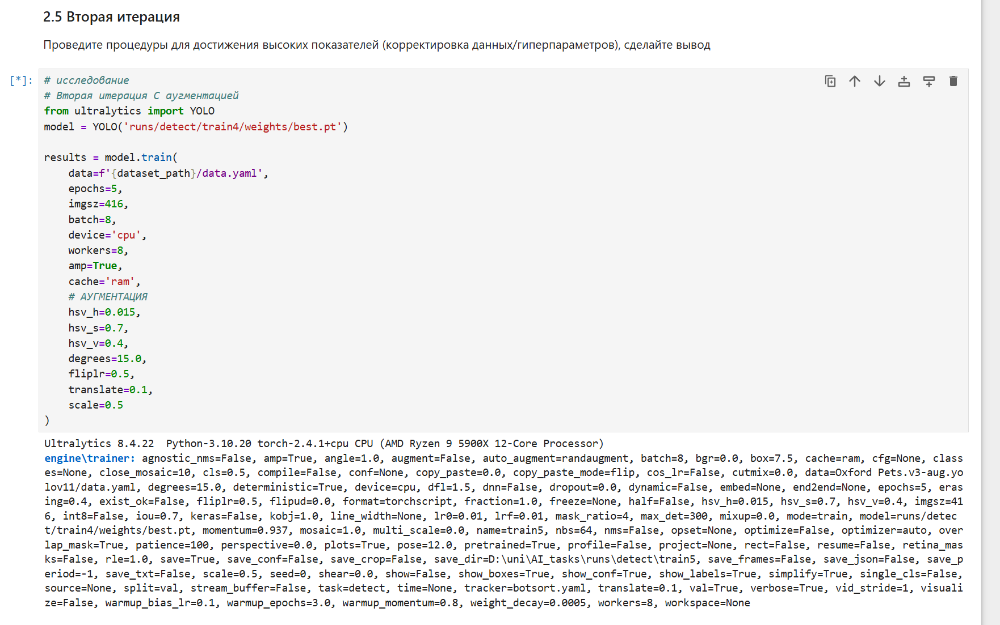 2.5 Вторая итерация
Проведите процедуры для достижения высоких показателей (корректировка данных/гиперпараметров), сделайте вывод
[*]:
# исследование
# Вторая итерация С аугментацией
from ultralytics import YOLO
model = YOLO('runs/detect/train4/weights/best.pt')
results = model.train(
data=f'{dataset_path}/data.yaml',
epochs=5,
imgsz=416,
batch=8,
device='cpu',
workers=8,
amp=True,
cache='ram',
# АУГМЕНТАЦИЯ
hsv_h=0.015,
hsv_s=0.7,
hsv_v=0.4,
degrees=15.0,
fliplr=0.5,
translate=0.1,
scale=0.5
)
Ultralytics 8.4.22  Python-3.10.20 torch-2.4.1+cpu CPU (AMD Ryzen 9 5900X 12-Core Processor)
engine\trainer: agnostic_nms=False, amp=True, angle=1.0, augment=False, auto_augment=randaugment, batch=8, bgr=0.0, box=7.5, cache=ram, cfg=None, class
es=None, close_mosaic=10, cls=0.5, compile=False, conf=None, copy_paste=0.0, copy_paste_mode=flip, cos_lr=False, cutmix=0.0, data=Oxford Pets.v3-aug.yo
lov11/data.yaml, degrees=15.0, deterministic=True, device=cpu, dfl=1.5, dnn=False, dropout=0.0, dynamic=False, embed=None, end2end=None, epochs=5, eras
ing=0.4, exist_ok=False, fliplr=0.5, flipud=0.0, format=torchscript, fraction=1.0, freeze=None, half=False, hsv_h=0.015, hsv_s=0.7, hsv_v=0.4, imgsz=41
6, int8=False, iou=0.7, keras=False, kobj=1.0, line_width=None, lr0=0.01, lrf=0.01, mask_ratio=4, max_det=300, mixup=0.0, mode=train, model=runs/detec
t/train4/weights/best.pt, momentum=0.937, mosaic=1.0, multi_scale=0.0, name=train5, nbs=64, nms=False, opset=None, optimize=False, optimizer=auto, over
lap_mask=True, patience=100, perspective=0.0, plots=True, pose=12.0, pretrained=True, profile=False, project=None, rect=False, resume=False, retina_mas
ks=False, rle=1.0, save=True, save_conf=False, save_crop=False, save_dir=D:\uni\AI_tasks\runs\detect\train5, save_frames=False, save_json=False, save_p
eriod=-1, save_txt=False, scale=0.5, seed=0, shear=0.0, show=False, show_boxes=True, show_conf=True, show_labels=True, simplify=True, single_cls=False,
source=None, split=val, stream_buffer=False, task=detect, time=None, tracker=botsort.yaml, translate=0.1, val=True, verbose=True, vid_stride=1, visuali
ze=False, warmup_bias_lr=0.1, warmup_epochs=3.0, warmup_momentum=0.8, weight_decay=0.0005, workers=8, workspace=None